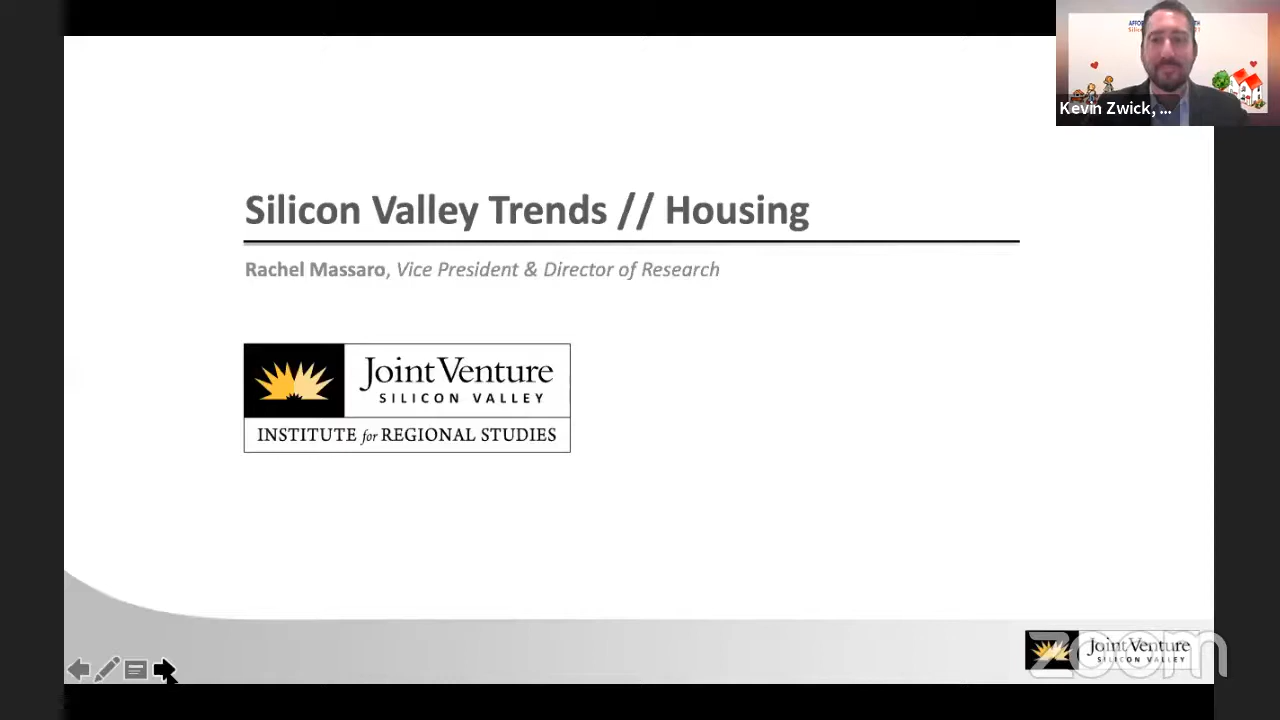 Kevin Zwick, ...
Silicon Valley Trends // Housing
Rachel Massaro, Vice President & Director of Research
Joint Venture
SILICON VALLEY
INSTITUTE for REGIONAL STUDIES
Joint Venture
SILICON VALLEY
zoom